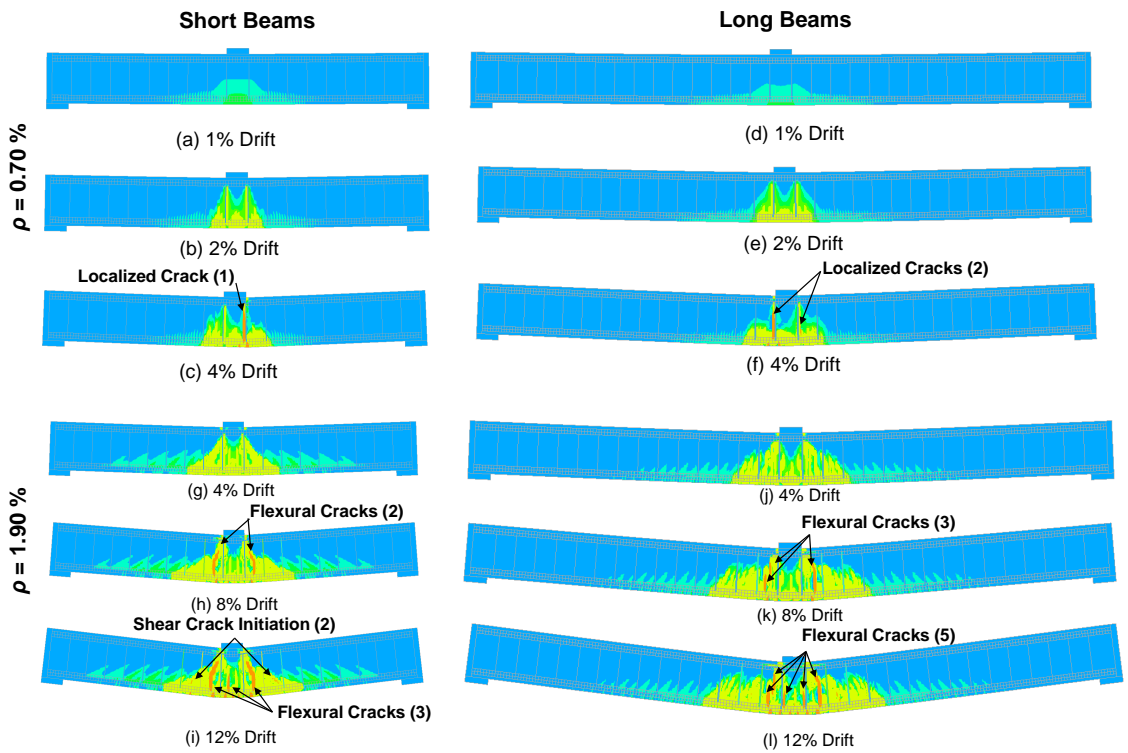 Short Beams
Long Beams
ρ = 0.70 %
(a) 1% Drift
(d) 1% Drift
(b) 2% Drift
(e) 2% Drift
Localized Crack (1)
Localized Cracks (2)
(c) 4% Drift
(f) 4% Drift
ρ = 1.90 %
(g) 4% Drift
(j) 4% Drift
Flexural Cracks (2)
Flexural Cracks (3)
(h) 8% Drift
(k) 8% Drift
Shear Crack Initiation (2)
Flexural Cracks (5)
Flexural Cracks (3)
(i) 12% Drift
(l) 12% Drift